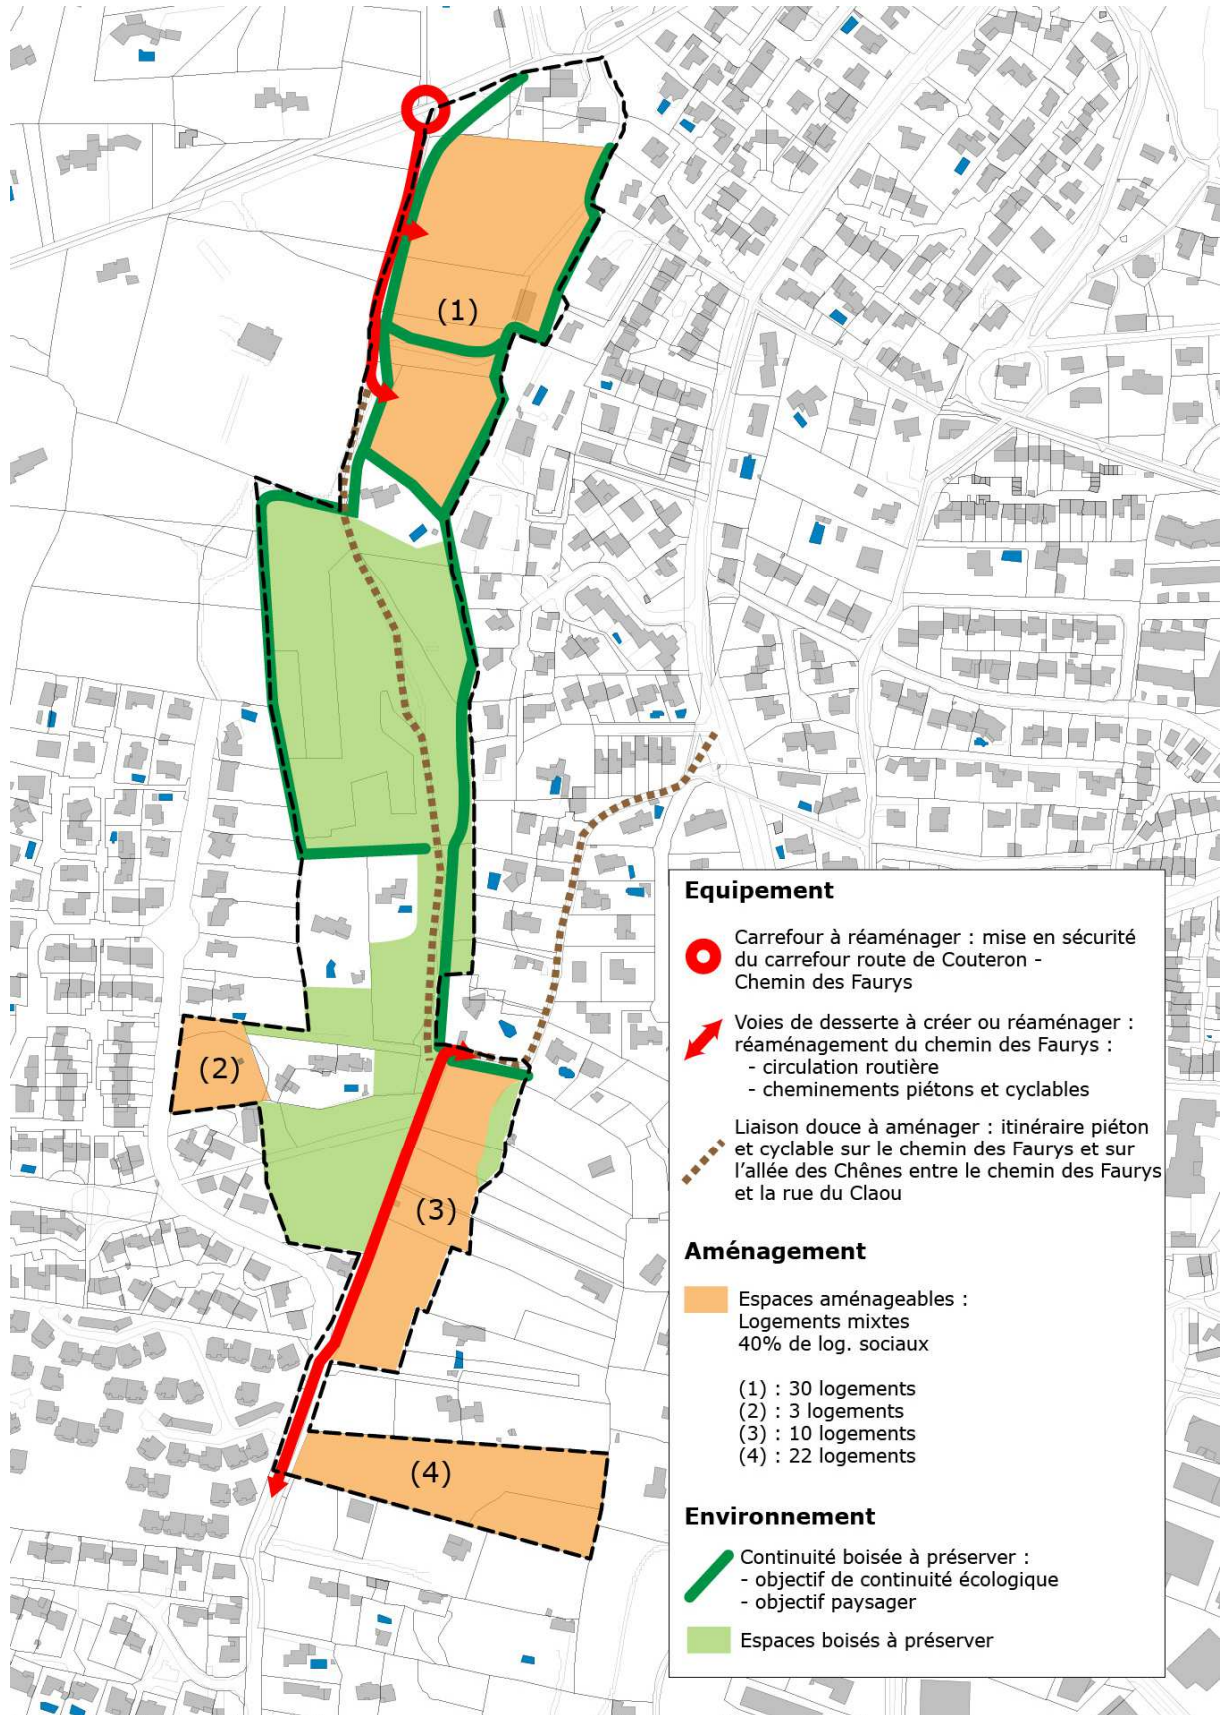 (1)
(2)
(3)
(4)
Equipement
Carrefour à réaménager : mise en sécurité
du carrefour route de Couteron -
Chemin des Faurys
Voies de desserte à créer ou réaménager :
réaménagement du chemin des Faurys :
- circulation routière
- cheminements piétons et cyclables
Liaison douce à aménager : itinéraire piéton
et cyclable sur le chemin des Faurys et sur
l'allée des Chênes entre le chemin des Faurys
et la rue du Claou
Aménagement
Espaces aménageables :
Logements mixtes
40% de log. sociaux
(1) : 30 logements
(2) : 3 logements
(3) : 10 logements
(4) : 22 logements
Environnement
Continuité boisée à préserver :
- objectif de continuité écologique
- objectif paysager
Espaces boisés à préserver